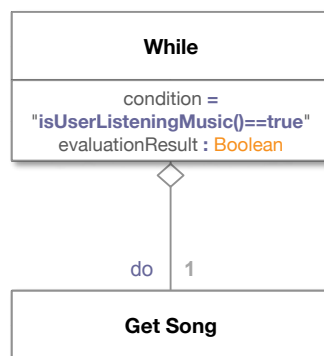 While
condition =
"isUserListeningMusic()==true"
evaluationResult : Boolean
do 1
Get Song